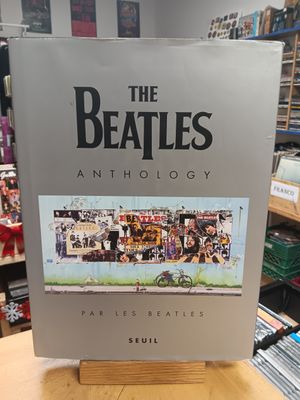 THE
BEATLES
ANTHOLOGY
PAR LES BEATLES
SEUIL